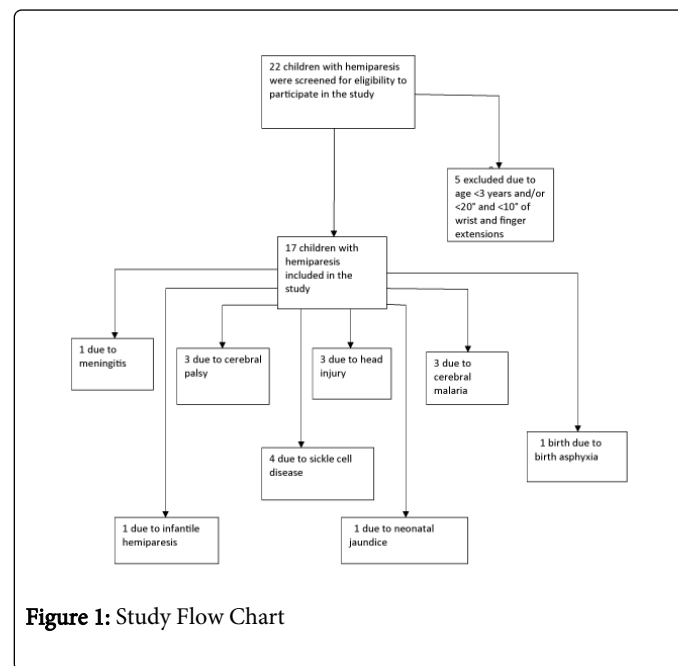 22 children with hemiparesis
were screened for eligibility to
participate in the study
5 excluded due to
age <3 years and/or
<20° and <10° of
wrist and finger
extensions
17 children with
hemiparesis
included in the
study
1 due to
meningitis
3 due to cerebral
palsy
3 due to head
injury
3 due to
cerebral
malaria
1 birth due to
birth asphyxia
4 due to sickle cell
disease
1 due to infantile
hemiparesis
1 due to neonatal
jaundice
Figure 1: Study Flow Chart